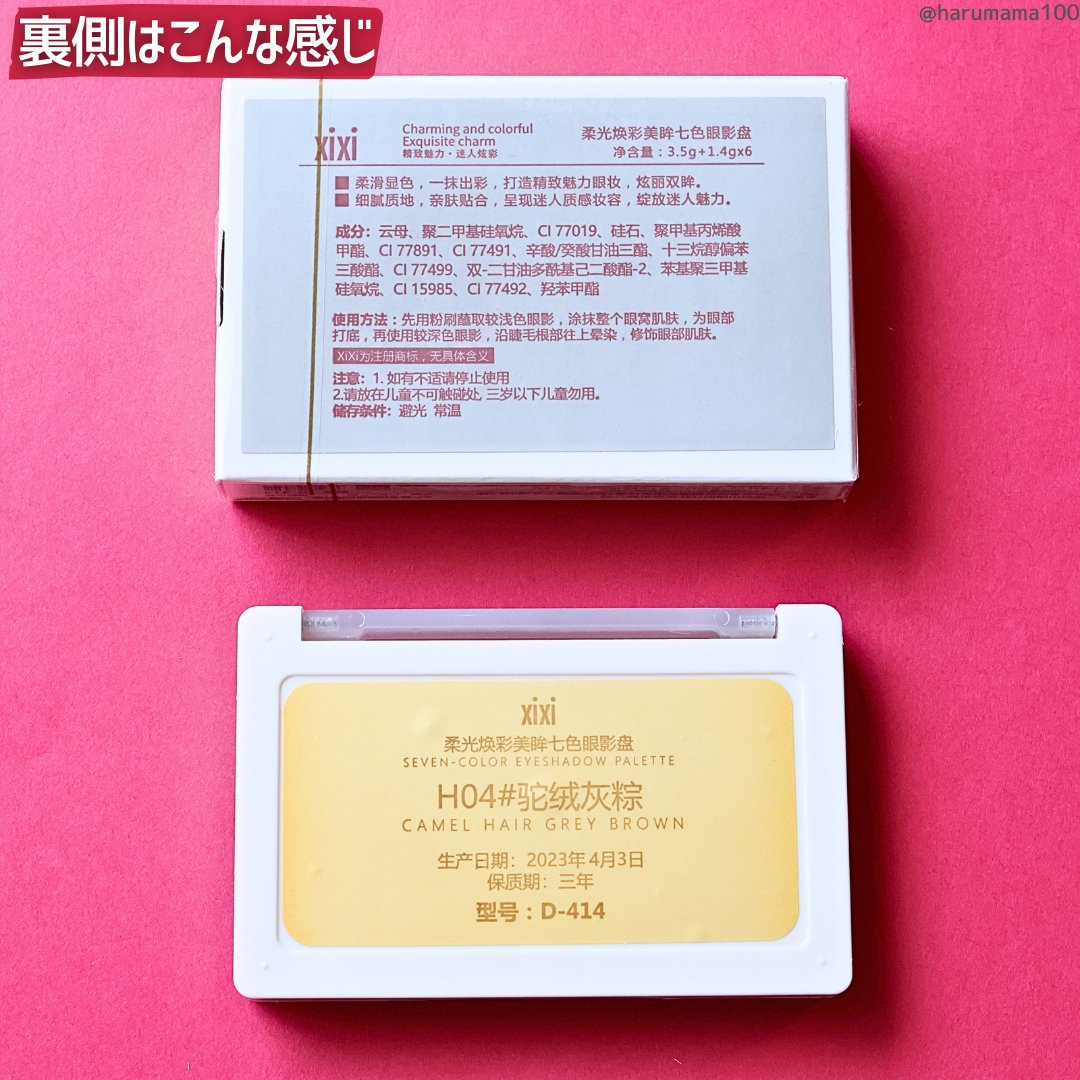 裏側はこんな感じ
@harumama100
xixi
Charming and colorful
Exquisite charm
精致魅力・迷人炫彩
柔光焕彩美眸七色眼影盘
净含量：3.5g+1.4gx6
柔滑显色，一抹出彩，打造精致魅力眼妆，炫丽双眸。
细腻质地，亲肤贴合，呈现迷人质感妆容，绽放迷人魅力。
成分：云母、聚二甲基硅氧烷、CI 77019、硅石、聚甲基丙烯酸
甲酯、CI 77891、CI 77491、辛酸/癸酸甘油三酯、十三烷醇偏苯
三酸酯、CI 77499、双-二甘油多酰基己二酸酯-2、苯基聚三甲基
硅氧烷、CI 15985、CI 77492、羟苯甲酯
使用方法：先用粉刷蘸取较浅色眼影，涂抹整个眼窝肌肤，为眼部
打底，再使用较深色眼影，沿睫毛根部往上晕染，修饰眼部肌肤。
XiXi为注册商标，无具体含义
注意：1. 如有不适请停止使用
2.请放在儿童不可触碰处, 三岁以下儿童勿用。
储存条件：避光 常温
xixi
柔光焕彩美眸七色眼影盘
SEVEN-COLOR EYESHADOW PALETTE
H04#驼绒灰粽
CAMEL HAIR GREY BROWN
生产日期：2023年4月3日
保质期：三年
型号：D-414